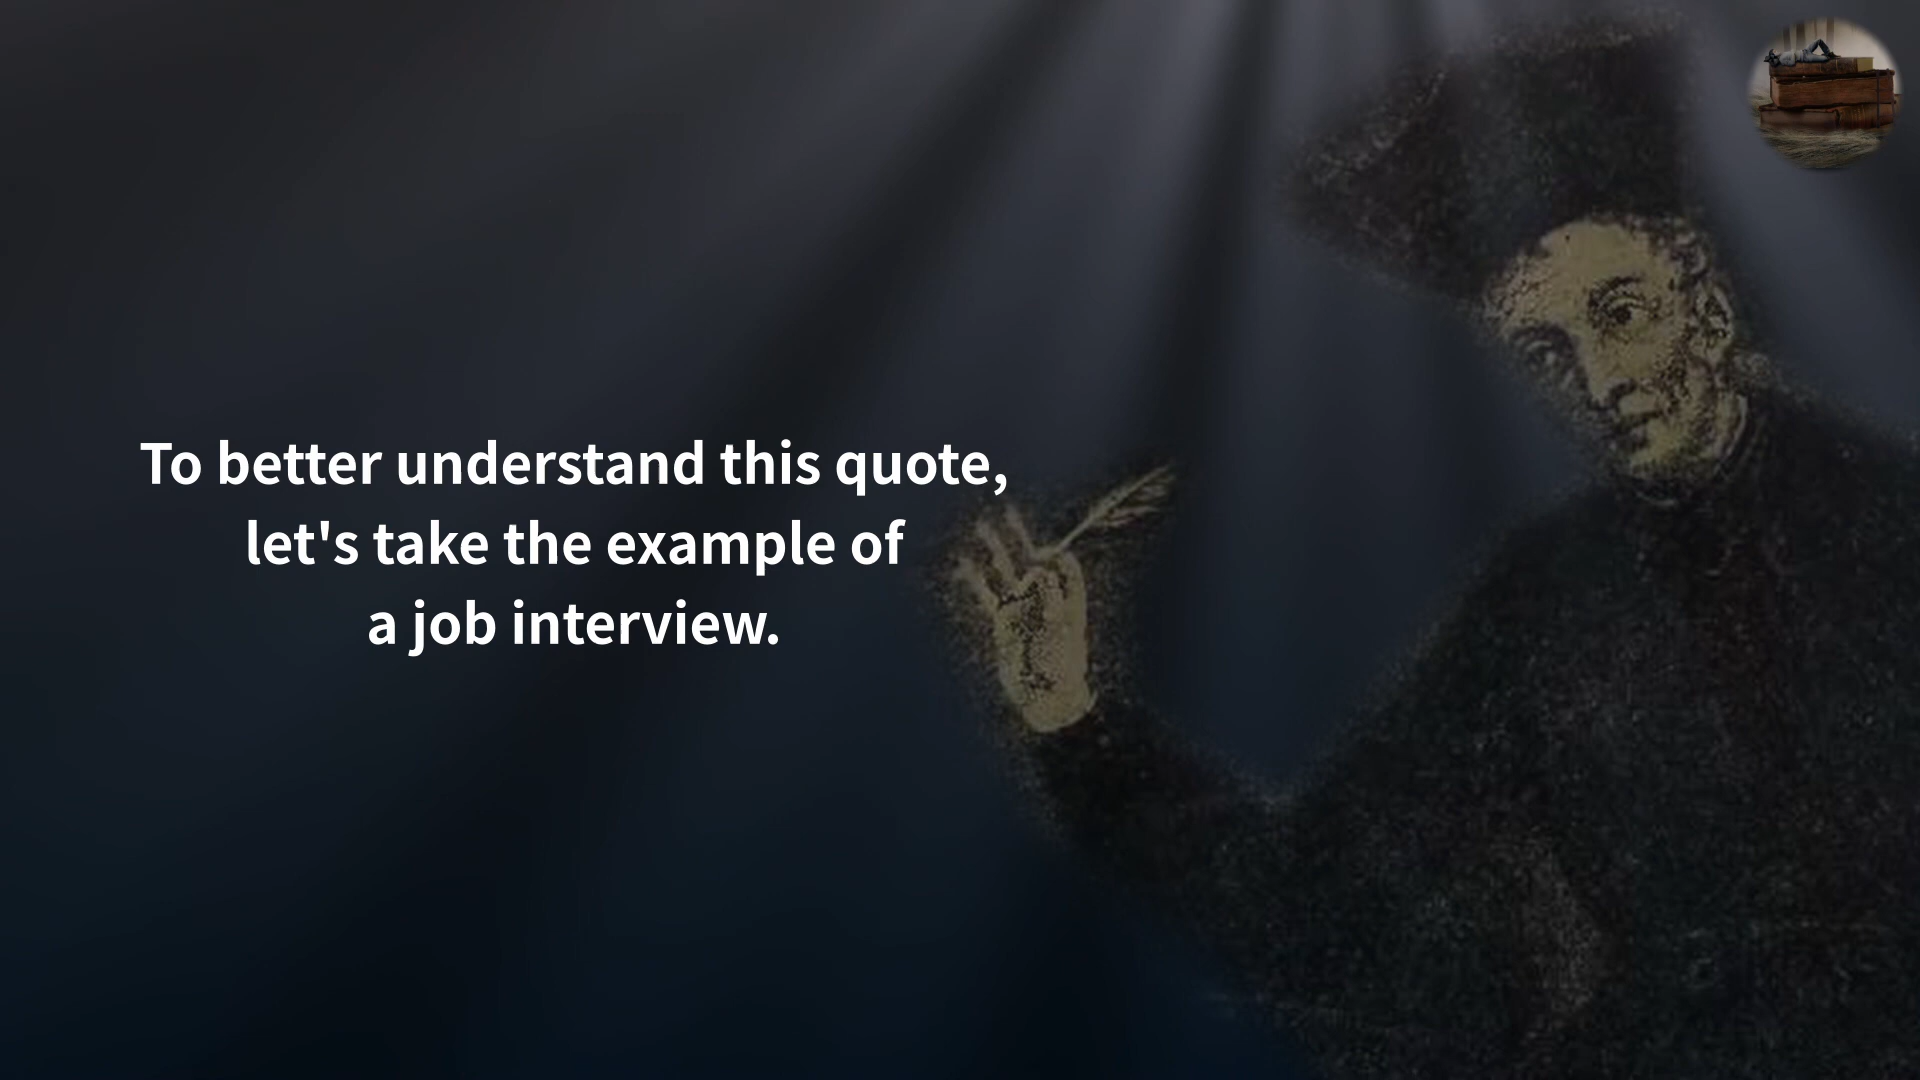 To better understand this quote,
let's take the example of
a job interview.